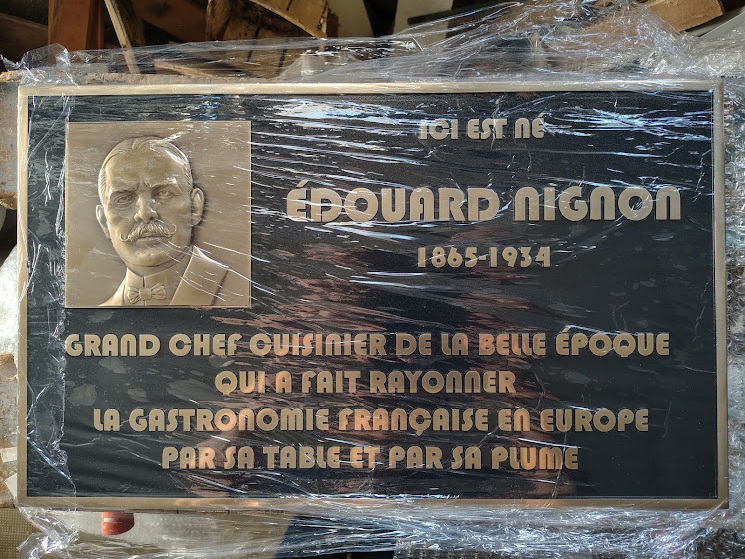 ICI EST NÉ
ÉDOUARD NIGNON
1865-1934
GRAND CHEF CUISINIER DE LA BELLE ÉPOQUE
QUI A FAIT RAYONNER
LA GASTRONOMIE FRANÇAISE EN EUROPE
PAR SA TABLE ET PAR SA PLUME